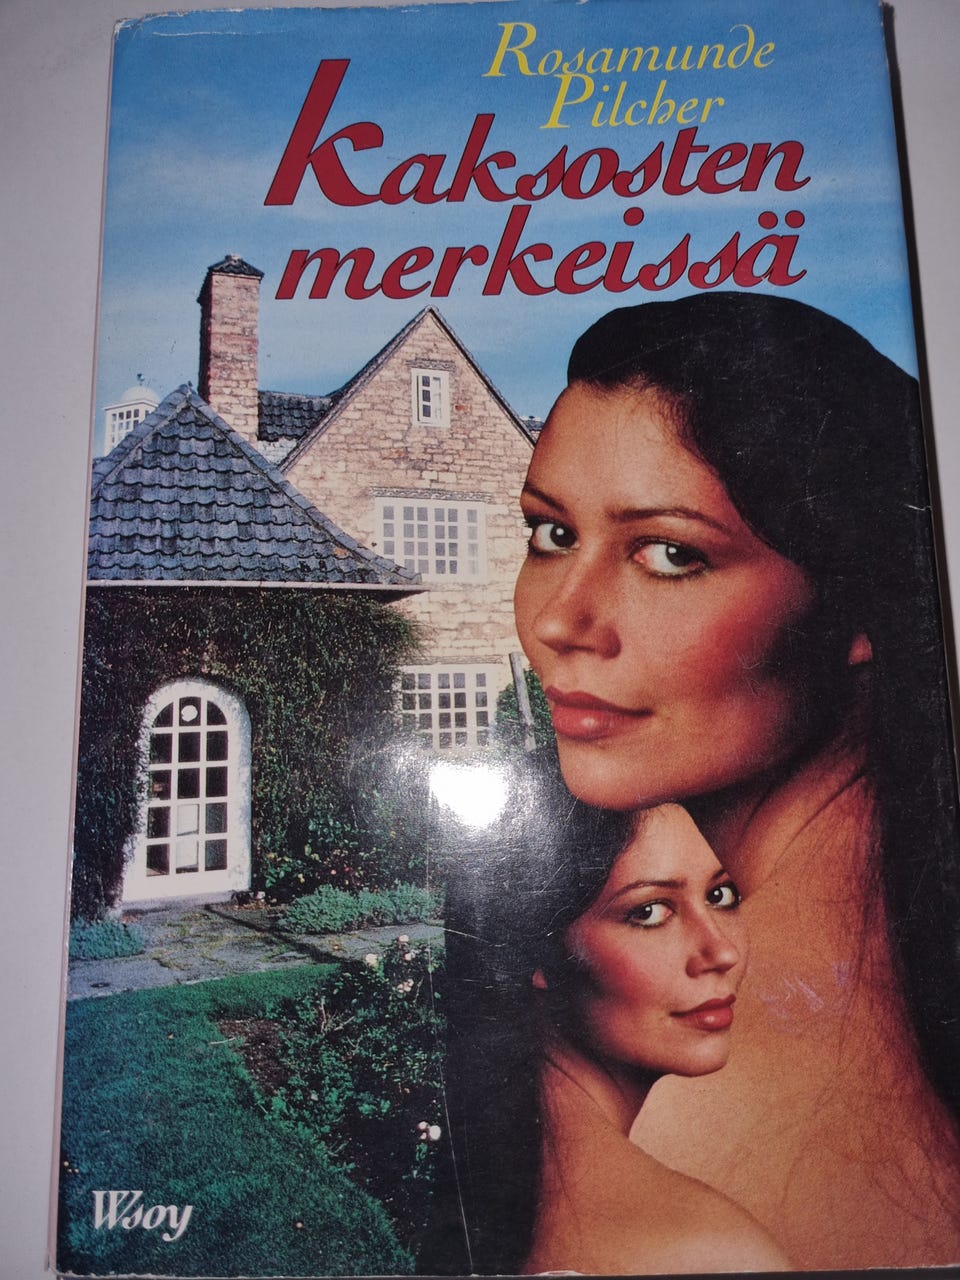 Rosamunde
Pilcher
Kaksosten
merkeissä
Wsoy